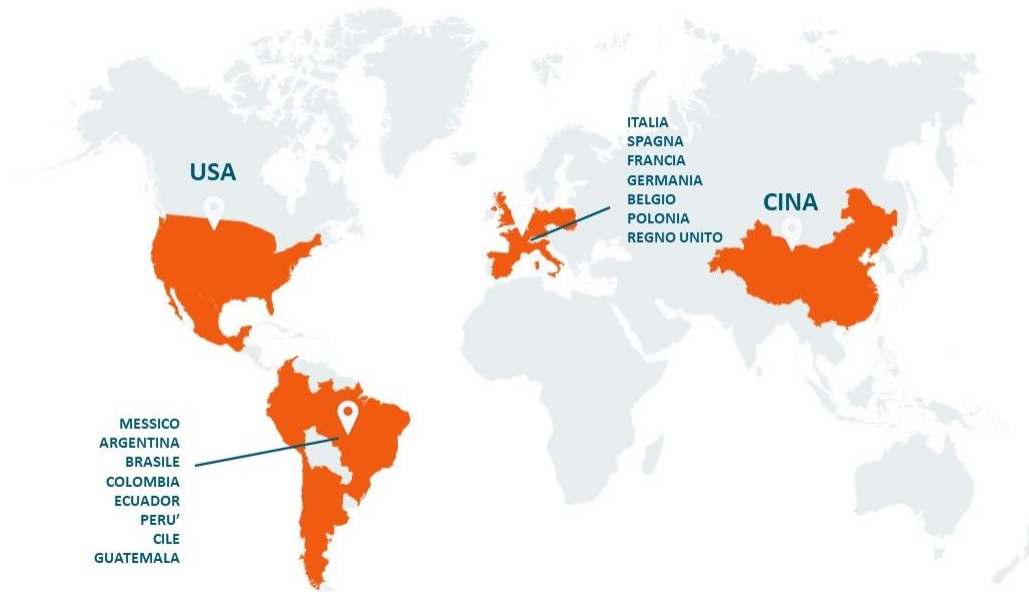 USA
ITALIA
SPAGNA
FRANCIA
GERMANIA
BELGIO
POLONIA
REGNO UNITO
CINA
MESSICO
ARGENTINA
BRASILE
COLOMBIA
ECUADOR
PERU’
CILE
GUATEMALA